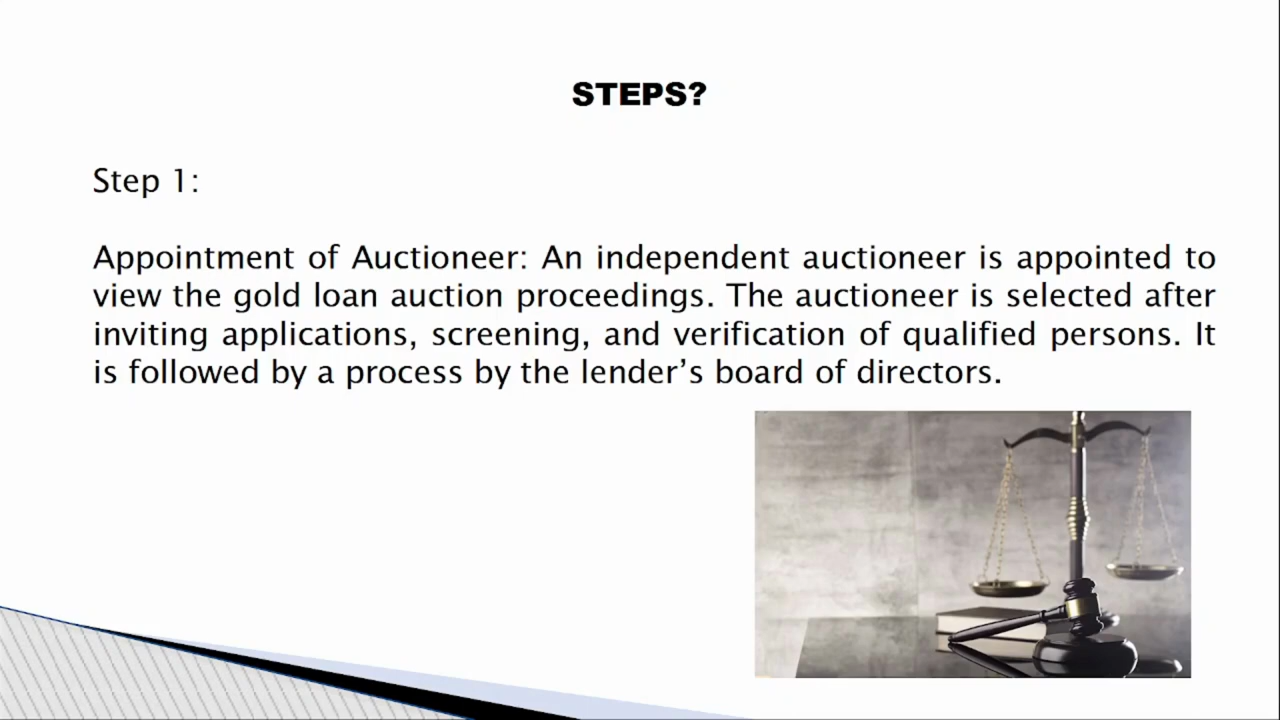 STEPS?
Step 1:
Appointment of Auctioneer: An independent auctioneer is appointed to
view the gold loan auction proceedings. The auctioneer is selected after
inviting applications, screening, and verification of qualified persons. It
is followed by a process by the lender’s board of directors.